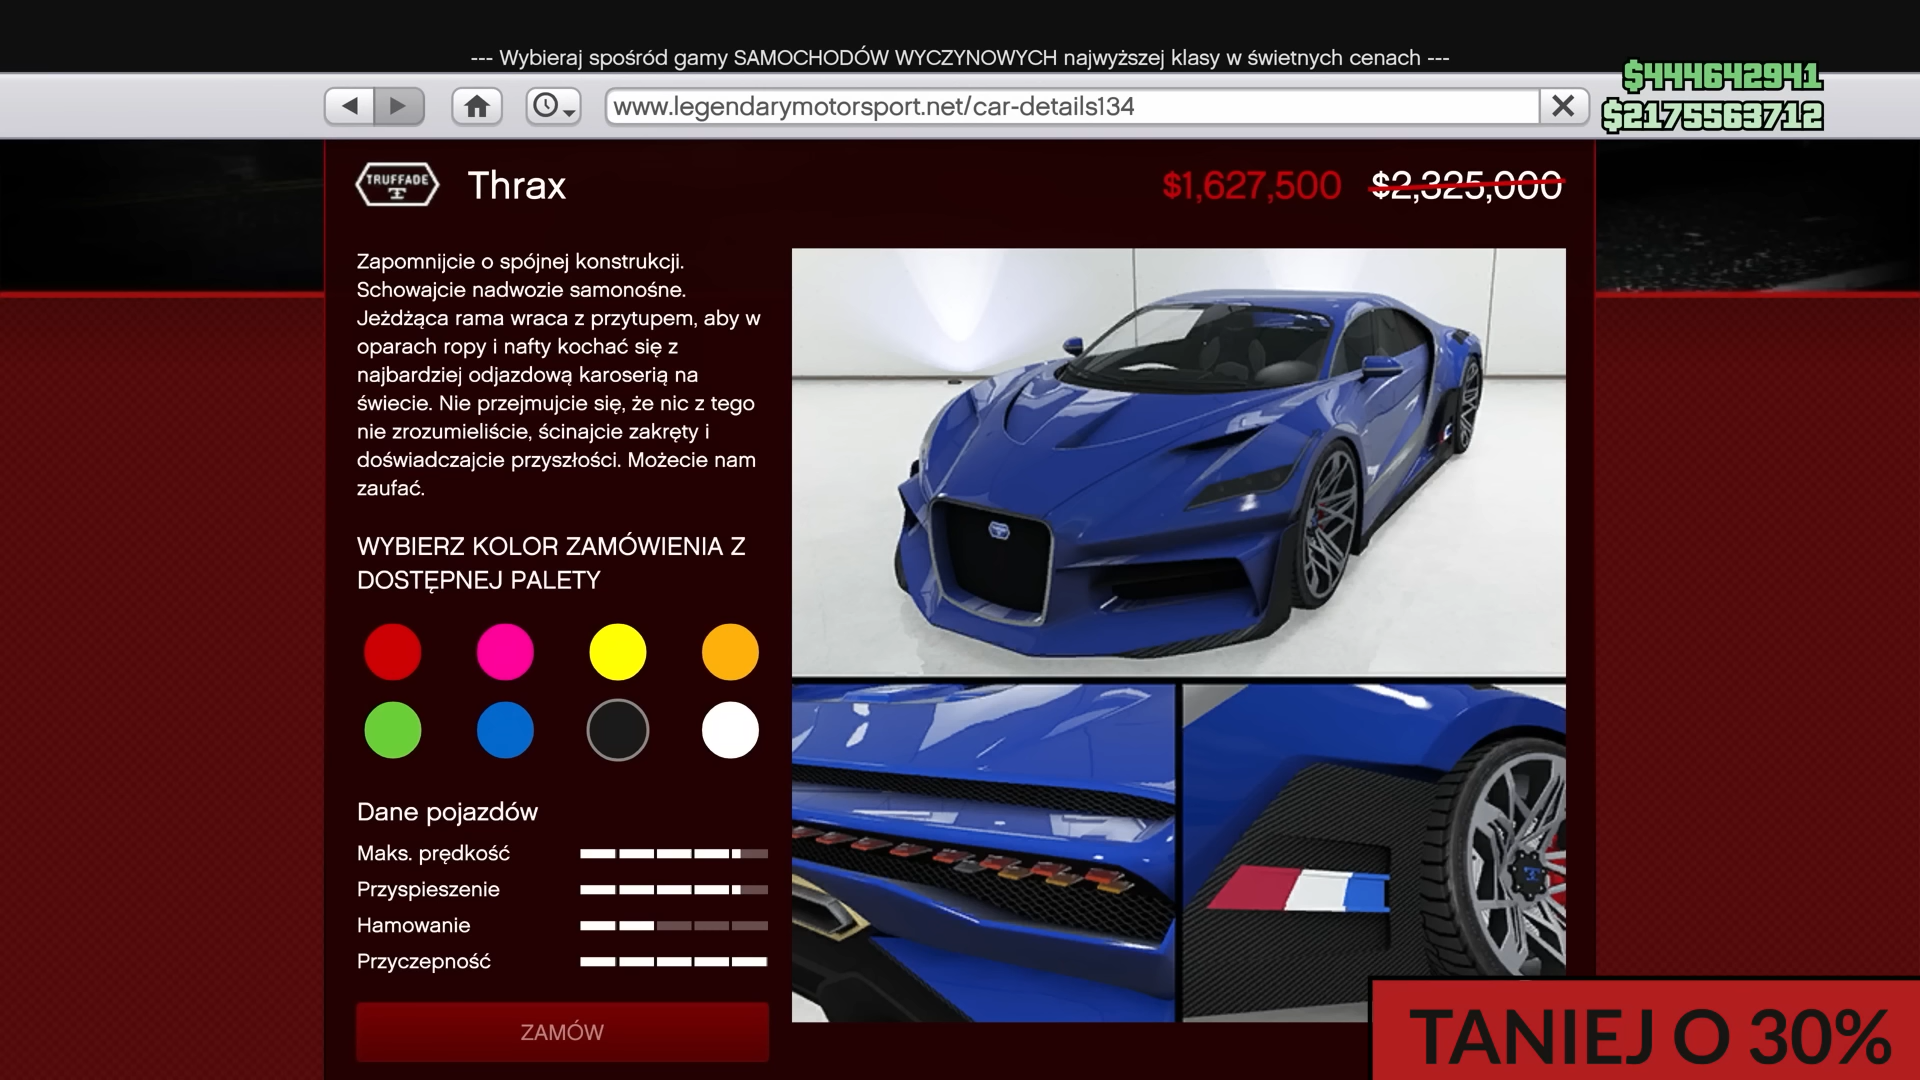 --- Wybieraj spośród gamy SAMOCHODÓW WYCZYNOWYCH najwyższej klasy w świetnych cenach ---
www.legendarymotorsport.net/car-details134
$444642941
$2175563712
TRUFFADE
Thrax
$1,627,500 $2,325,000
Zapomnijcie o spójnej konstrukcji.
Schowajcie nadwozie samonośne.
Jeżdżąca rama wraca z przytupem, aby w
oparach ropy i nafty kochać się z
najbardziej odjazdową karoserią na
świecie. Nie przejmujcie się, że nic z tego
nie zrozumieliście, ścinajcie zakręty i
doświadczajcie przyszłości. Możecie nam
zaufać.
WYBIERZ KOLOR ZAMÓWIENIA Z
DOSTĘPNEJ PALETY
Dane pojazdów
Maks. prędkość
Przyspieszenie
Hamowanie
Przyczepność
ZAMÓW
TANIEJ O 30%